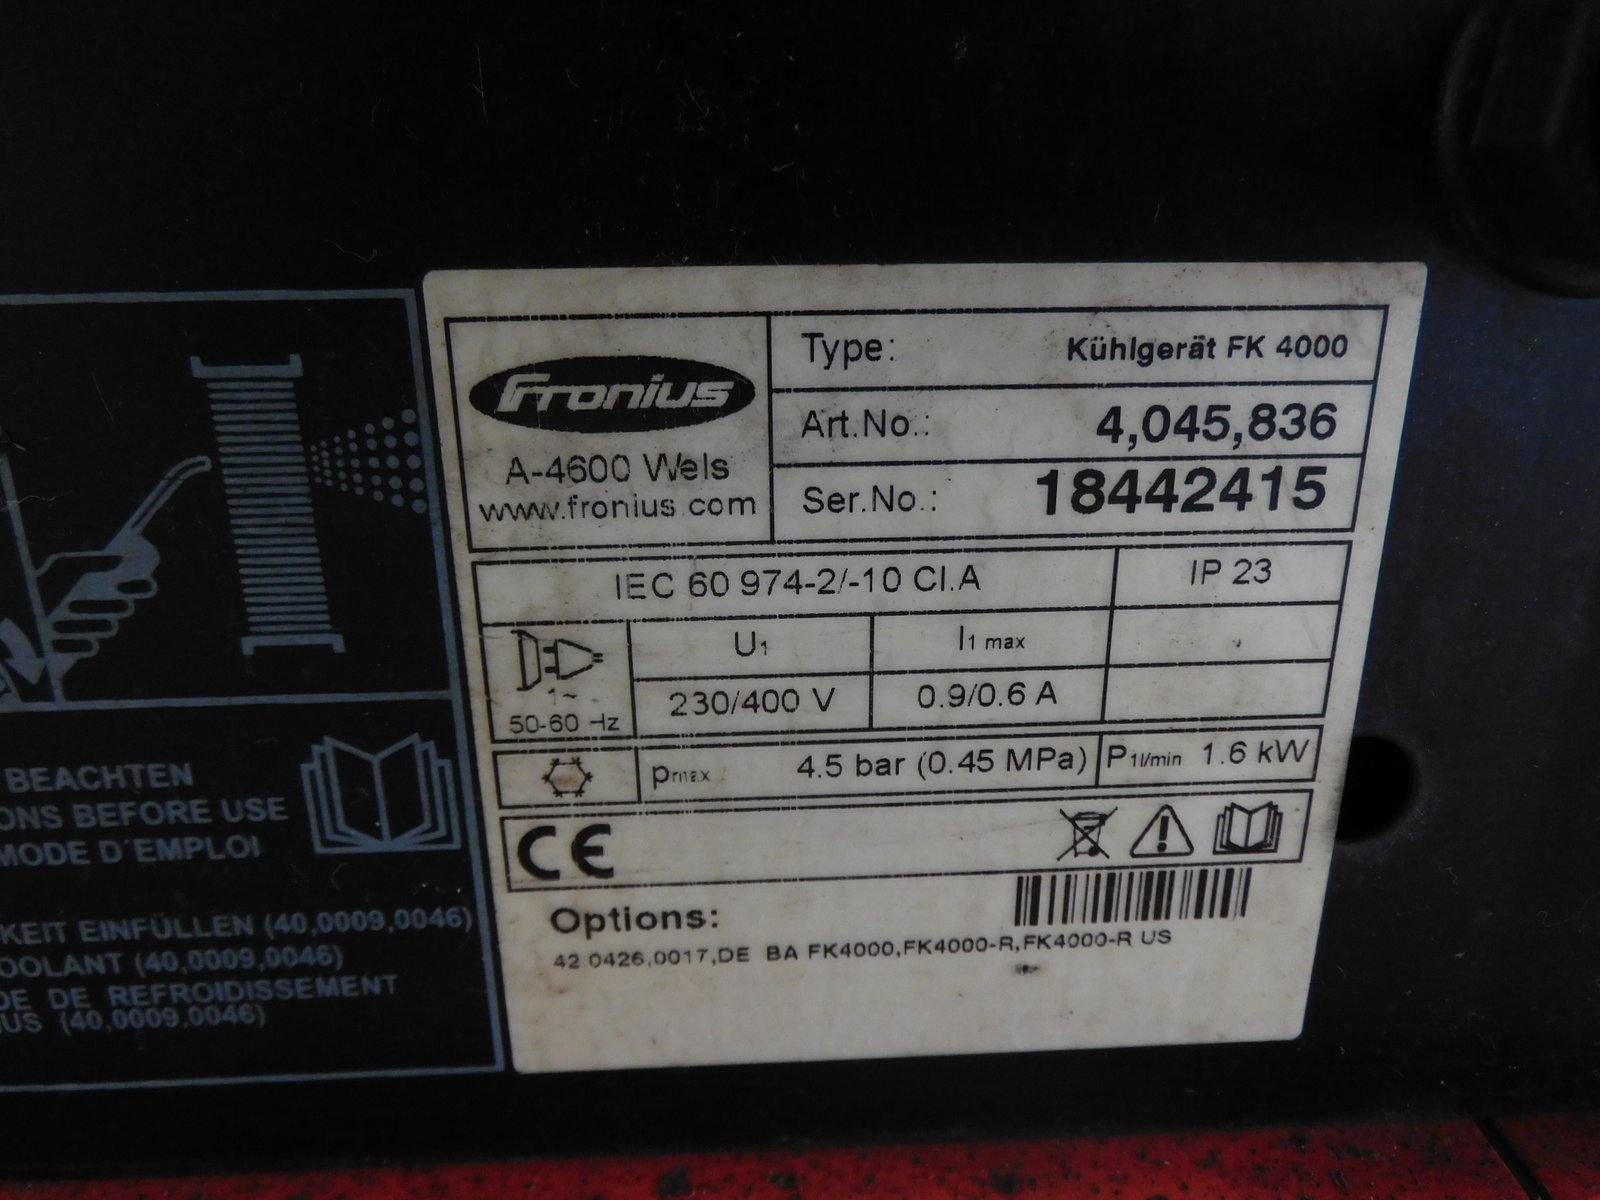 fronius
A-4600 Wels
www.fronius.com
Type: Kühlgerät FK 4000
Art.No.: 4,045,836
Ser.No.: 18442415
IEC 60 974-2/-10 Cl.A IP 23
1~
50-60 Hz
U1 I1 max
230/400 V 0.9/0.6 A
pmax 4.5 bar (0.45 MPa) P1l/min 1.6 kW
CE
Options:
42 0426,0017,DE BA FK4000,FK4000-R,FK4000-R US
BEACHTEN
ONS BEFORE USE
MODE D'EMPLOI
KEIT EINFÜLLEN (40,0009,0046)
COOLANT (40,0009,0046)
DE DE REFROIDISSEMENT
IUS (40,0009,0046)